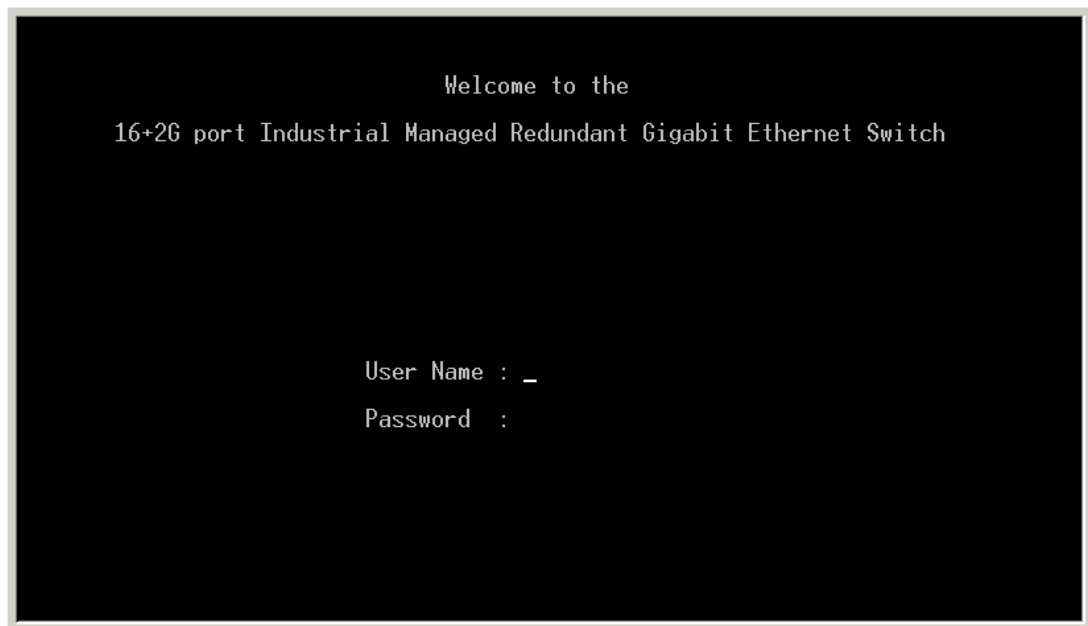 Welcome to the
16+2G port Industrial Managed Redundant Gigabit Ethernet Switch
User Name : _
Password  :